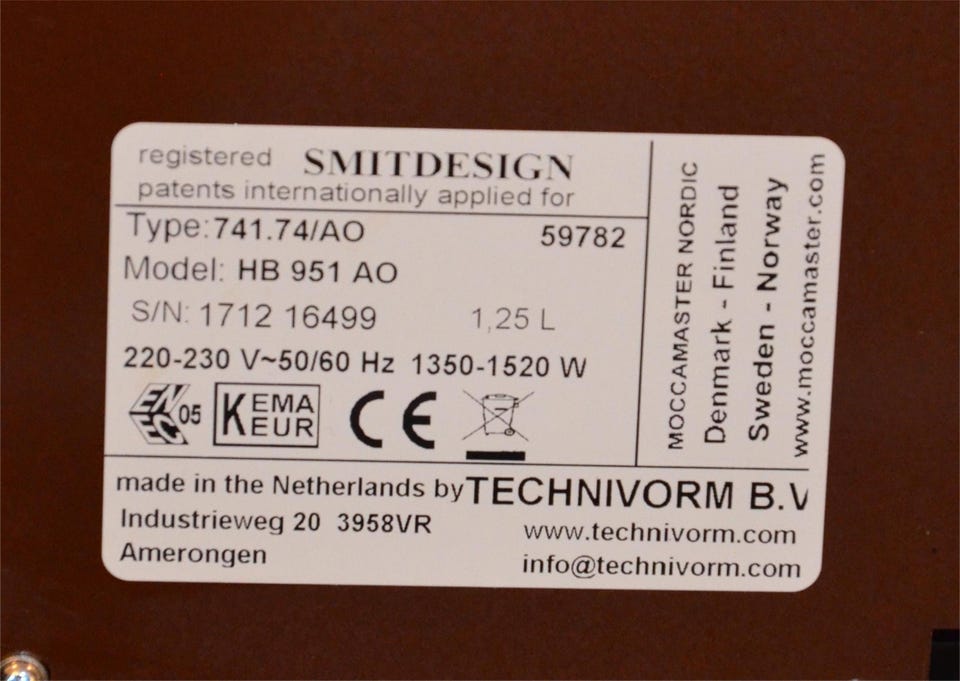 registered SMITDESIGN
patents internationally applied for
Type:741.74/AO 59782
Model: HB 951 AO
S/N: 1712 16499 1,25 L
220-230 V~50/60 Hz 1350-1520 W
ENEC 05 KEMA EUR CE
made in the Netherlands by TECHNIVORM B.V
Industrieweg 20 3958VR www.technivorm.com
Amerongen info@technivorm.com
MOCCAMASTER NORDIC
Denmark - Finland
Sweden - Norway
www.moccamaster.com